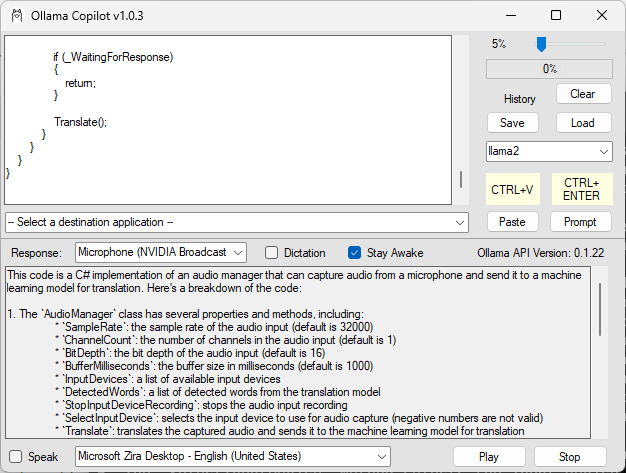 Ollama Copilot v1.0.3
if (_WaitingForResponse)
{
return;
}
Translate();
}
}
}
}
5%
0%
History
Clear
Save
Load
llama2
CTRL+V
CTRL+
ENTER
-- Select a destination application --
Paste
Prompt
Response:
Microphone (NVIDIA Broadcast
Dictation
Stay Awake
Ollama API Version: 0.1.22
This code is a C# implementation of an audio manager that can capture audio from a microphone and send it to a machine
learning model for translation. Here's a breakdown of the code:
1. The `AudioManager` class has several properties and methods, including:
* `SampleRate`: the sample rate of the audio input (default is 32000)
* `ChannelCount`: the number of channels in the audio input (default is 1)
* `BitDepth`: the bit depth of the audio input (default is 16)
* `BufferMilliseconds`: the buffer size in milliseconds (default is 1000)
* `InputDevices`: a list of available input devices
* `DetectedWords`: a list of detected words from the translation model
* `StopInputDeviceRecording`: stops the audio input recording
* `SelectInputDevice`: selects the input device to use for audio capture (negative numbers are not valid)
* `Translate`: translates the captured audio and sends it to the machine learning model for translation
Speak
Microsoft Zira Desktop - English (United States)
Play
Stop